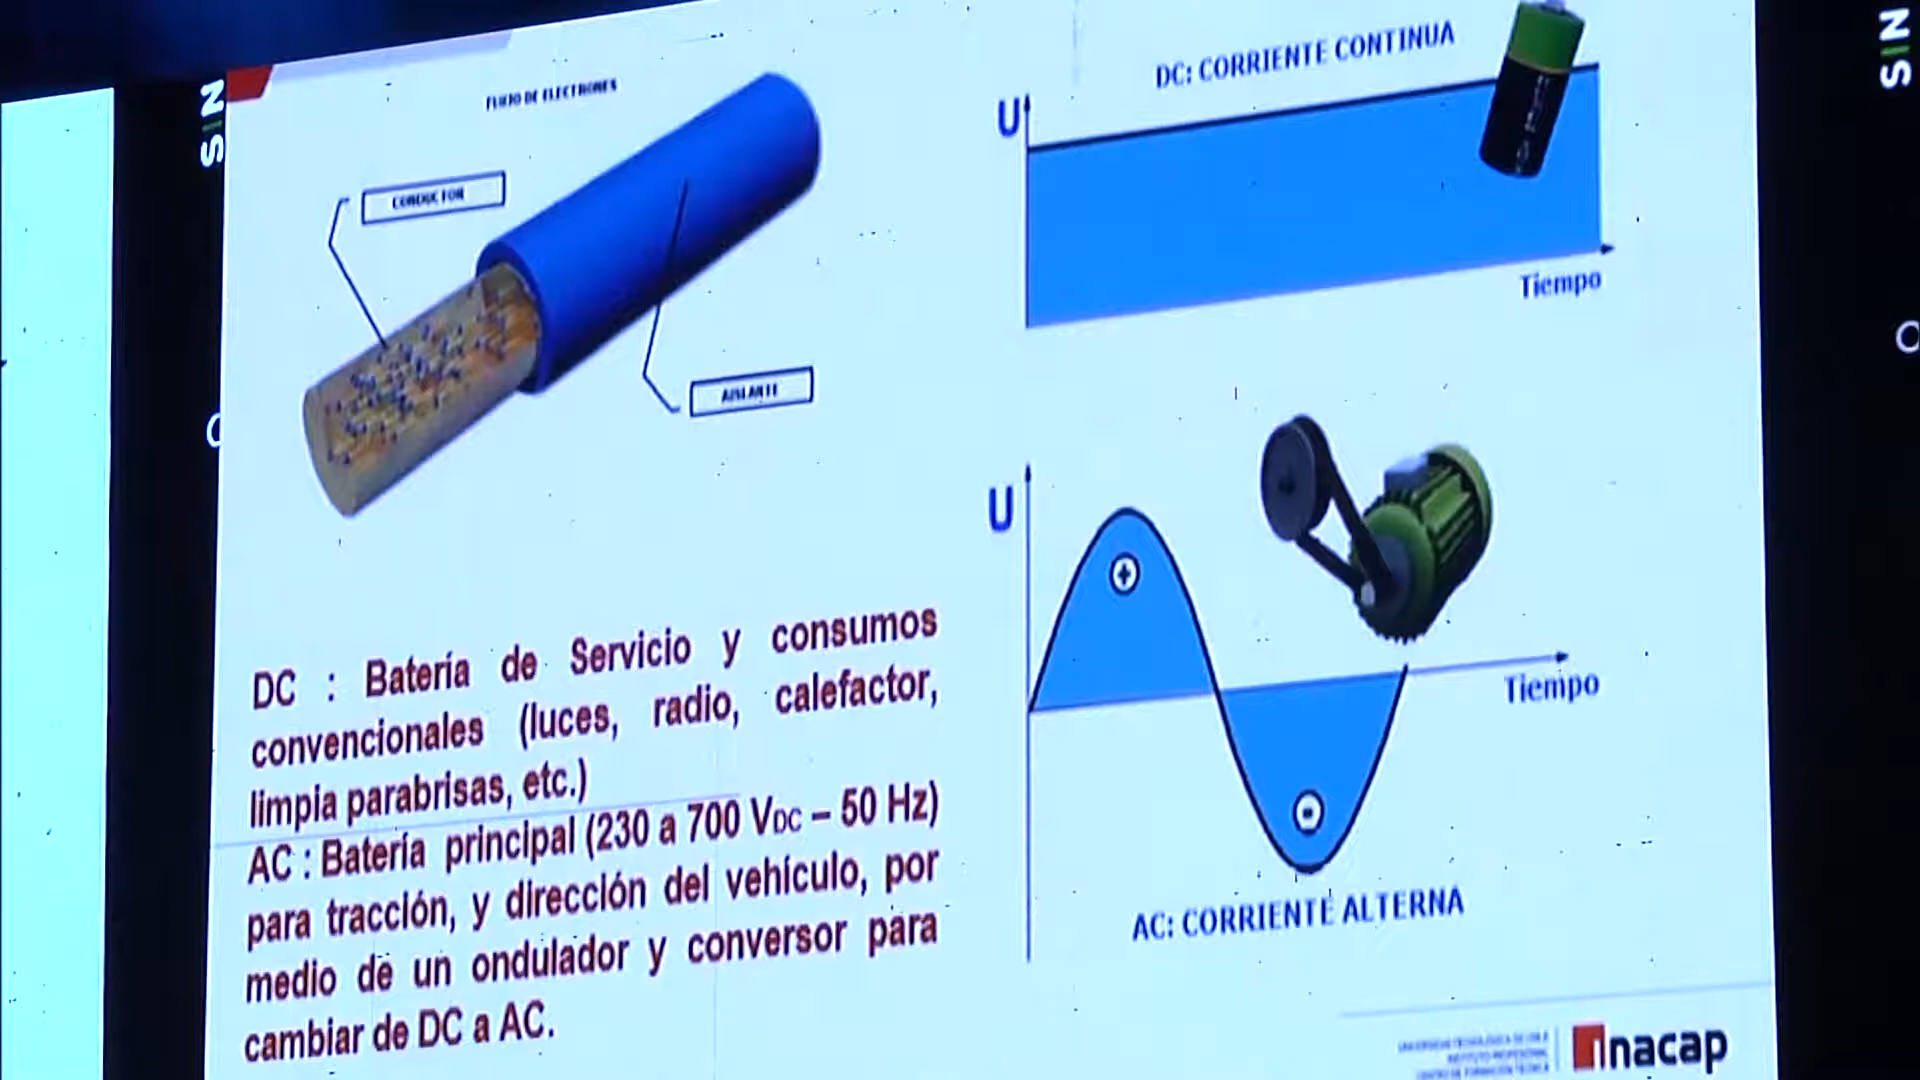 SIN
FLUJO DE ELECTRONES
CONDUCTOR
AISLANTE
DC: CORRIENTE CONTINUA
U
Tiempo
U
Tiempo
AC: CORRIENTE ALTERNA
DC : Batería de Servicio y consumos
convencionales (luces, radio, calefactor,
limpia parabrisas, etc.)
AC : Batería principal (230 a 700 VDC – 50 Hz)
para tracción, y dirección del vehículo, por
medio de un ondulador y conversor para
cambiar de DC a AC.
inacap
SIN